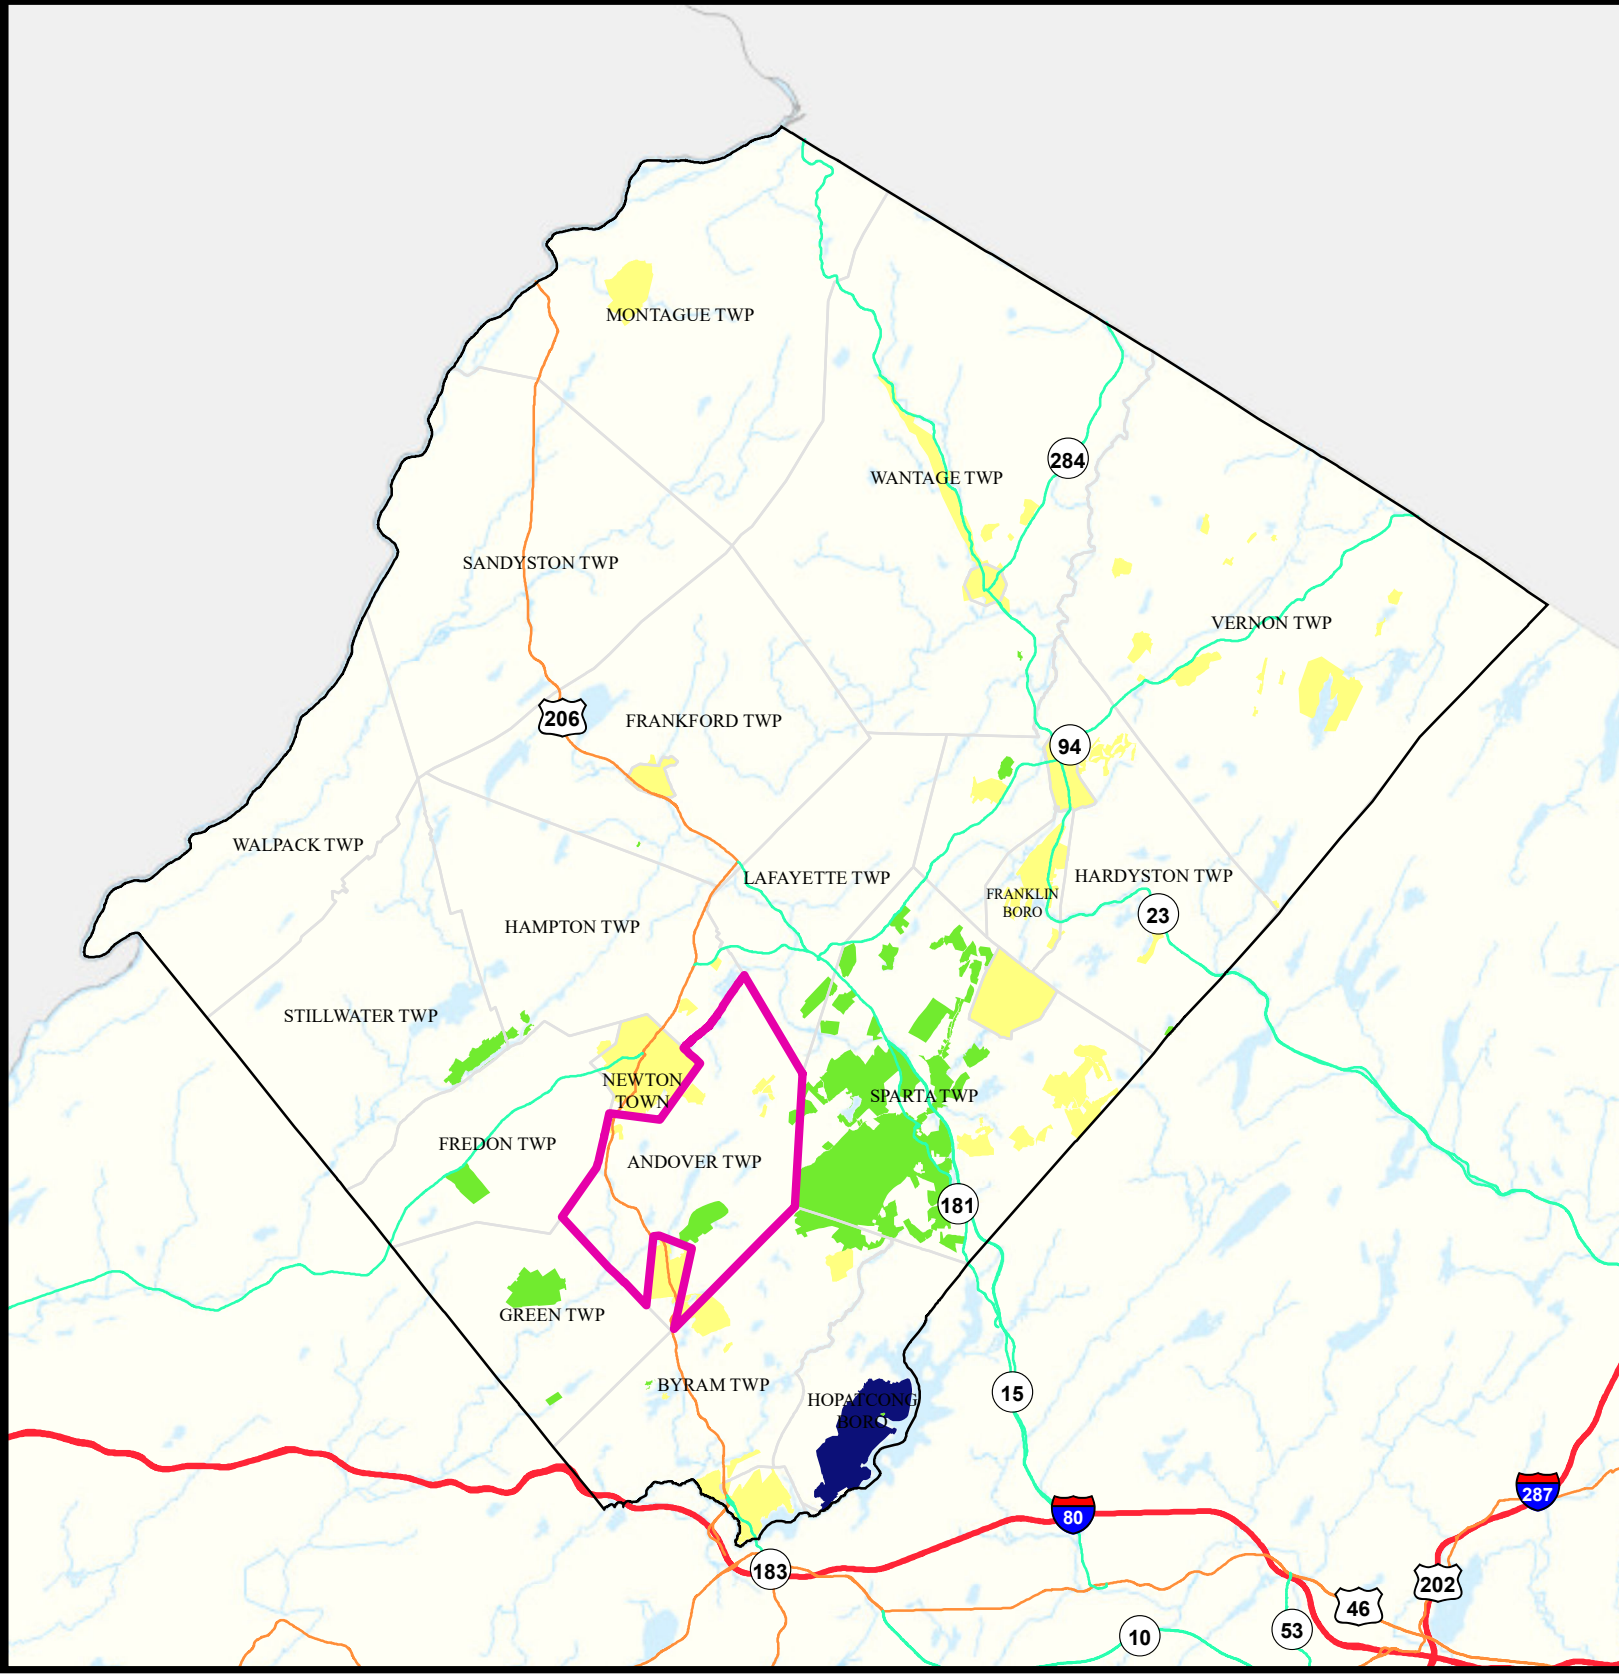 MONTAGUE TWP
284
WANTAGE TWP
SANDYSTON TWP
VERNON TWP
206
FRANKFORD TWP
94
WALPACK TWP
LAFAYETTE TWP
HARDYSTON TWP
FRANKLIN
BORO
23
HAMPTON TWP
STILLWATER TWP
NEWTON
TOWN
SPARTA TWP
FREDON TWP
ANDOVER TWP
181
GREEN TWP
BYRAM TWP
HOPATCONG
BORO
15
287
80
183
202
46
53
10